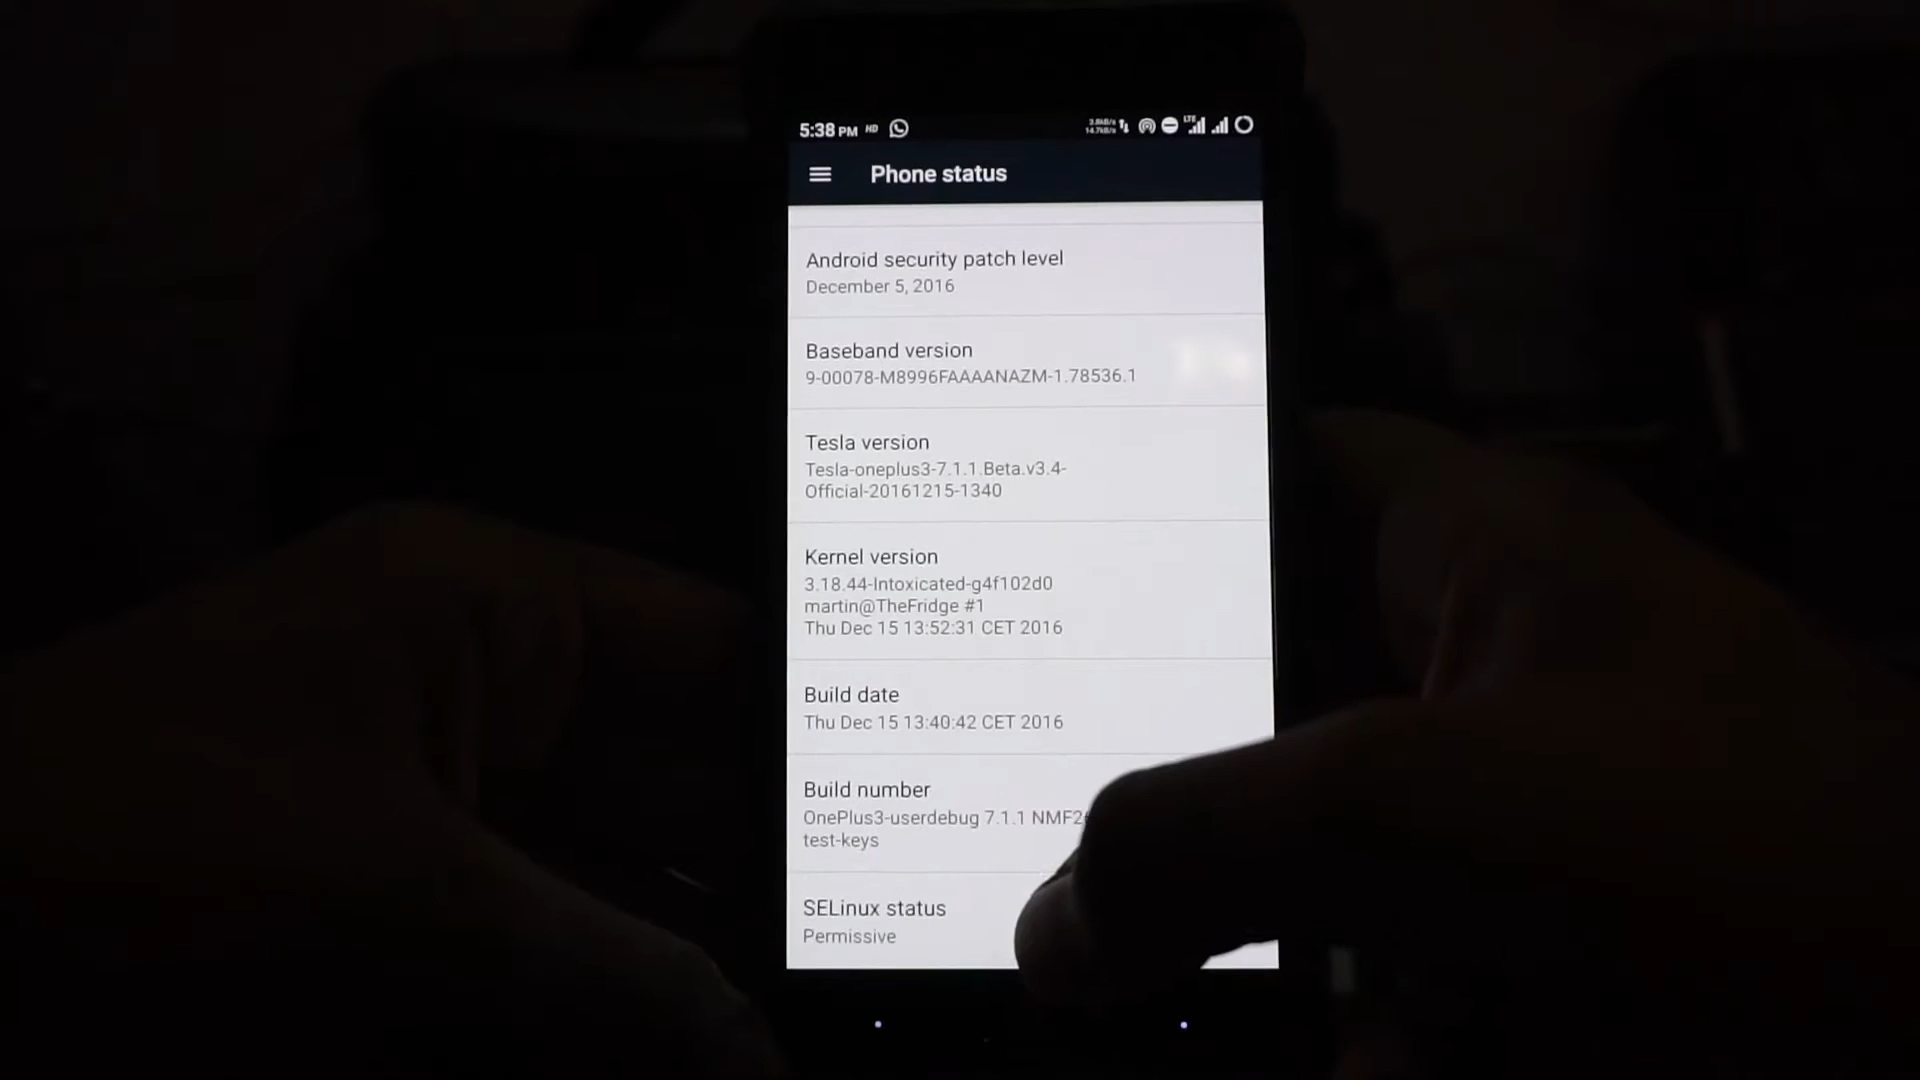 5:38 PM HD
LTE
Phone status
Android security patch level
December 5, 2016
Baseband version
9-00078-M8996FAAAANAZM-1.78536.1
Tesla version
Tesla-oneplus3-7.1.1.Beta.v3.4-
Official-20161215-1340
Kernel version
3.18.44-Intoxicated-g4f102d0
martin@TheFridge #1
Thu Dec 15 13:52:31 CET 2016
Build date
Thu Dec 15 13:40:42 CET 2016
Build number
OnePlus3-userdebug 7.1.1
test-keys
SELinux status
Permissive